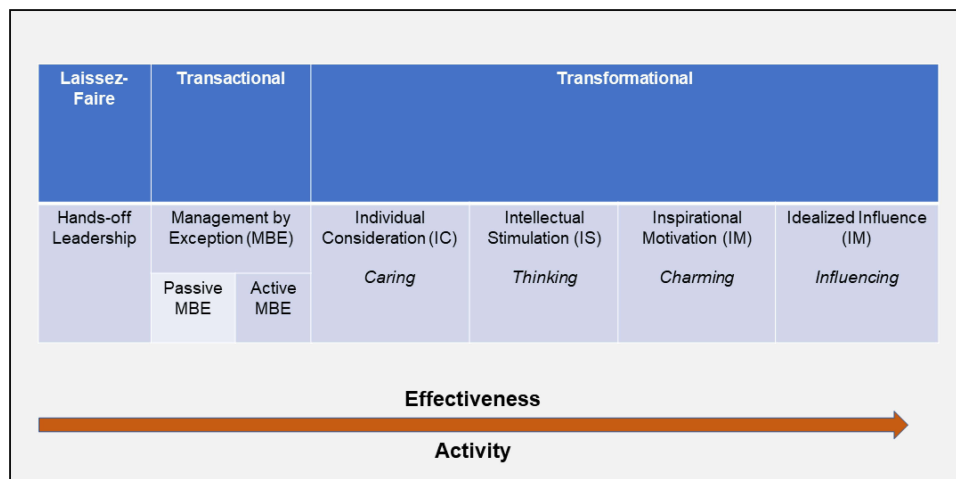 Laissez-
Faire
Transactional
Transformational
Hands-off
Leadership
Management by
Exception (MBE)
Passive
MBE
Active
MBE
Individual
Consideration (IC)
Caring
Intellectual
Stimulation (IS)
Thinking
Inspirational
Motivation (IM)
Charming
Idealized Influence
(IM)
Influencing
Effectiveness
Activity